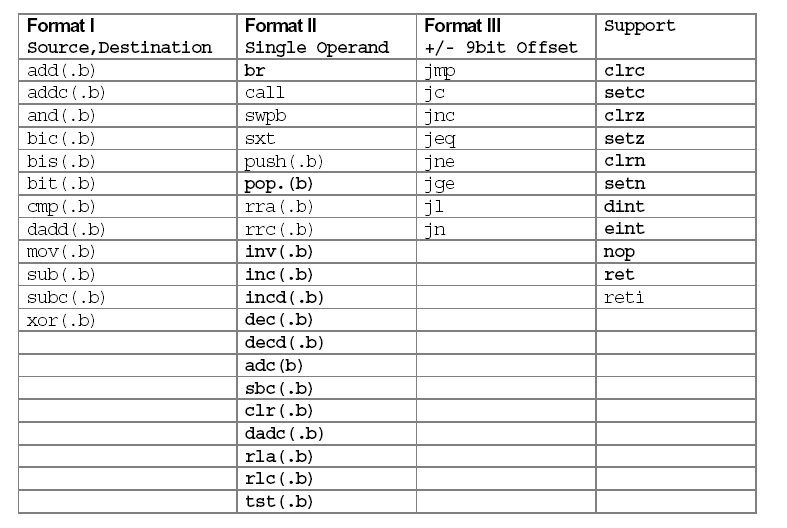 Format I Format II Format III Support
Source,Destination Single Operand +/- 9bit Offset
add(.b) br jmp clrc
addc(.b) call jc setc
and(.b) swpb jnc clrz
bic(.b) sxt jeq setz
bis(.b) push(.b) jne clrn
bit(.b) pop.(b) jge setn
cmp(.b) rra(.b) jl dint
dadd(.b) rrc(.b) jn eint
mov(.b) inv(.b) nop
sub(.b) inc(.b) ret
subc(.b) incd(.b) reti
xor(.b) dec(.b)
decd(.b)
adc(b)
sbc(.b)
clr(.b)
dadc(.b)
rla(.b)
rlc(.b)
tst(.b)